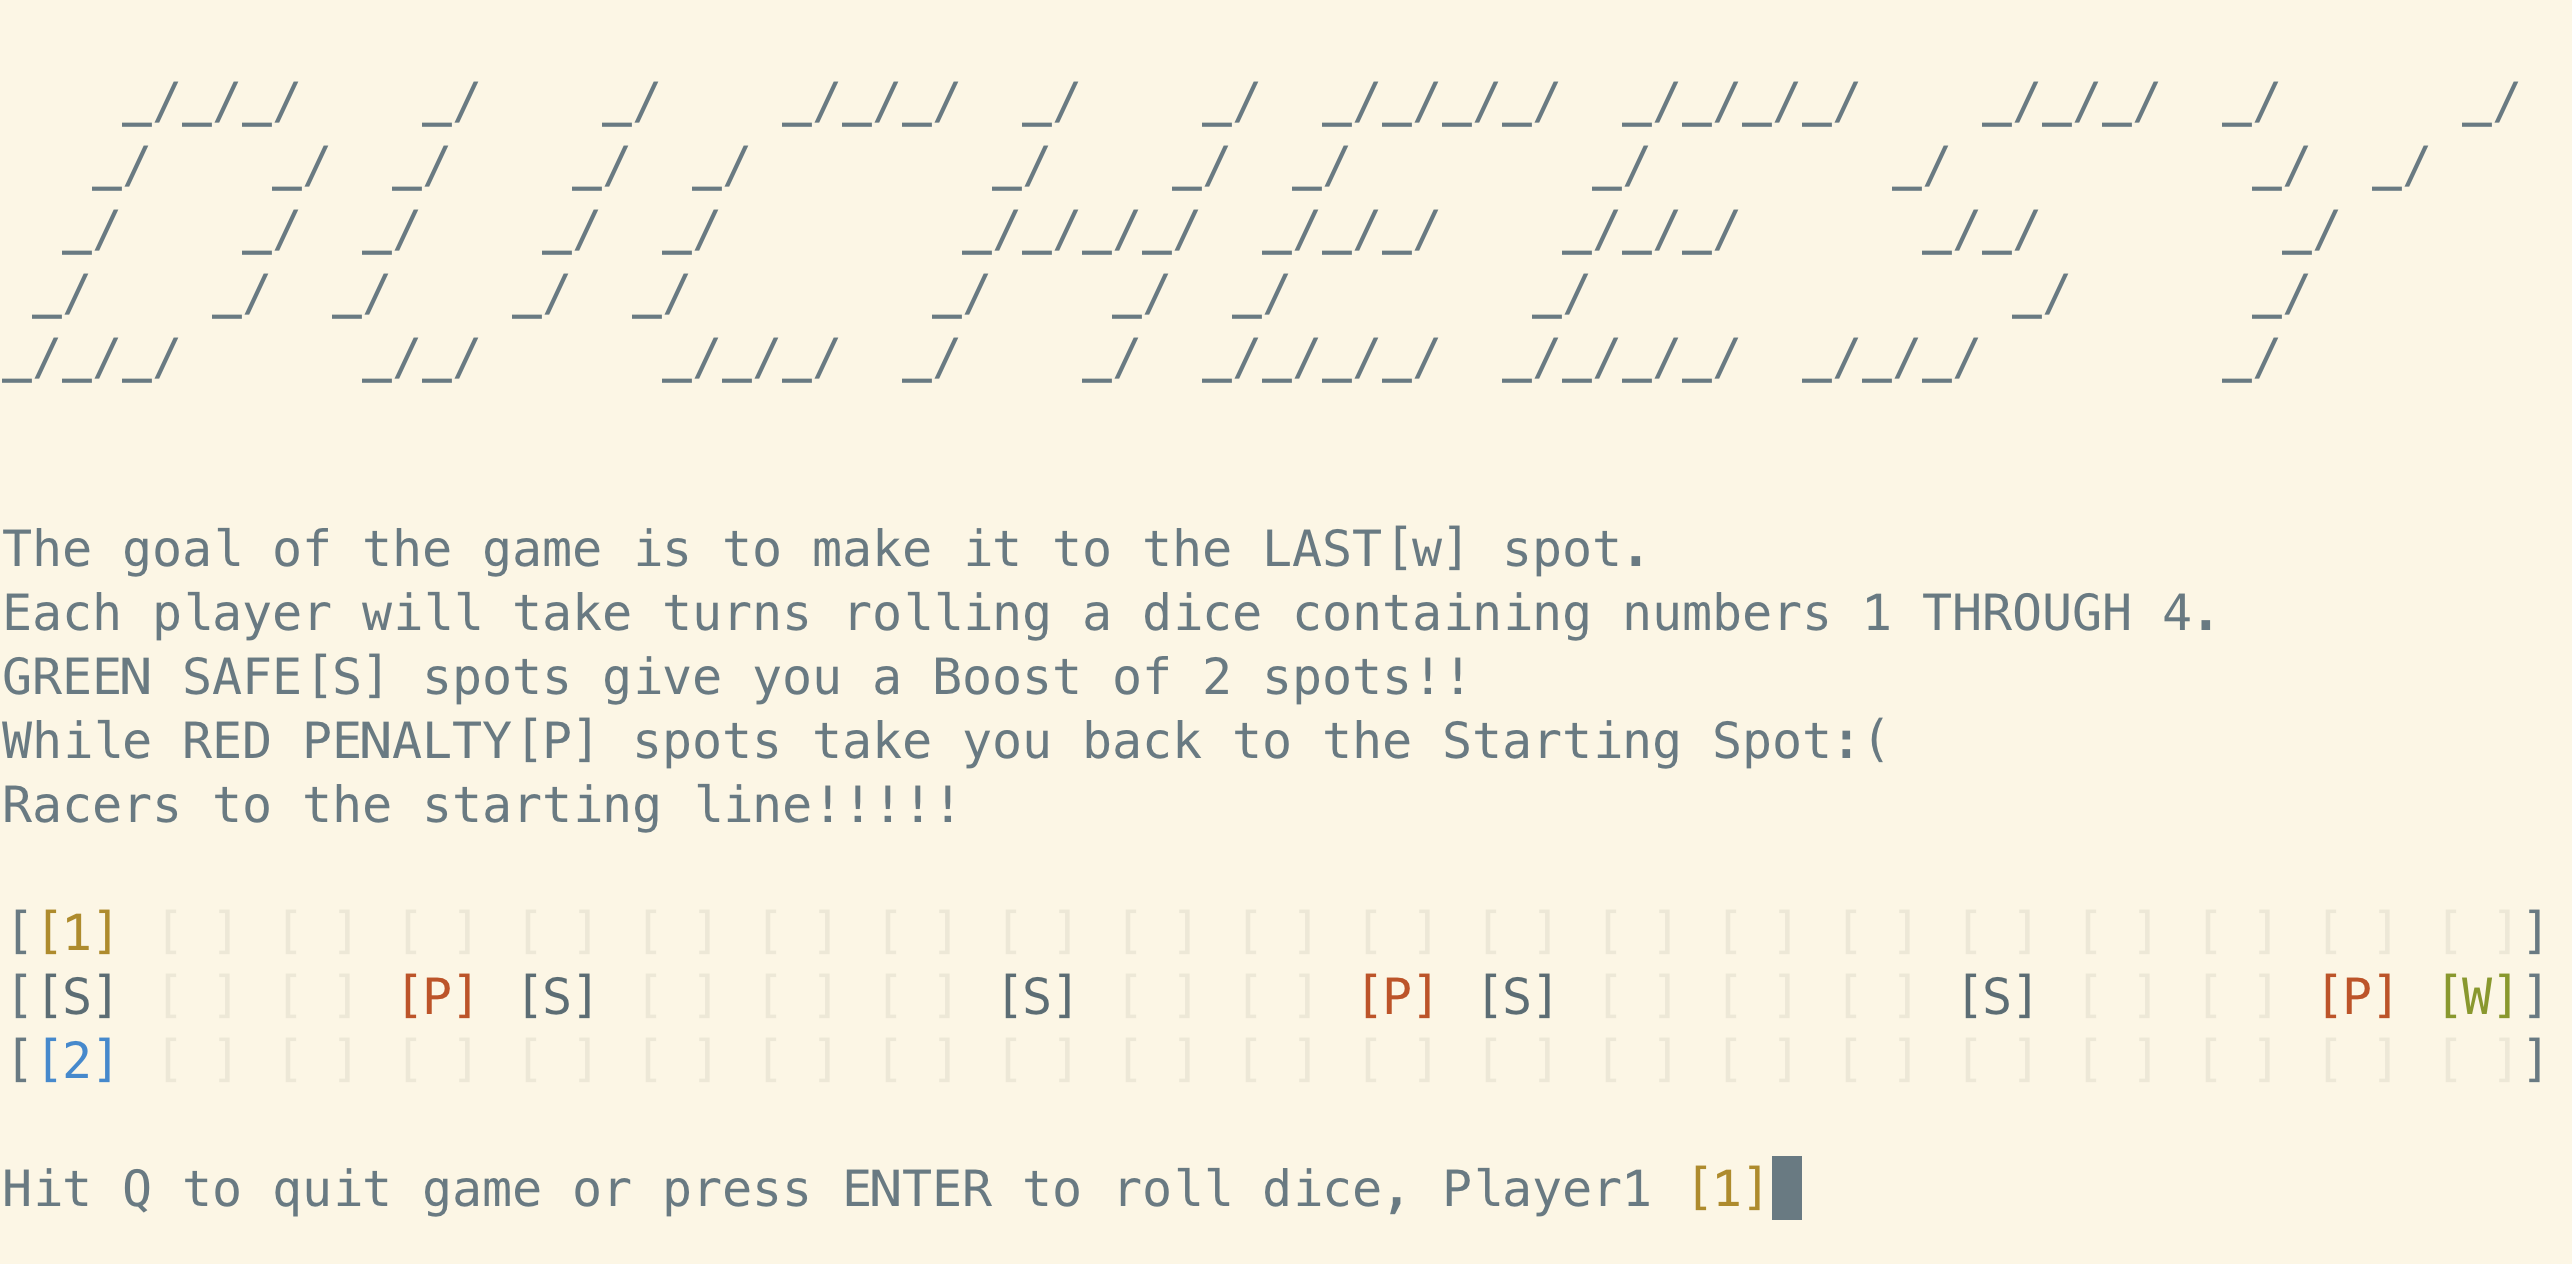 DUCHEESY
The goal of the game is to make it to the LAST[w] spot.
Each player will take turns rolling a dice containing numbers 1 THROUGH 4.
GREEN SAFE[S] spots give you a Boost of 2 spots!!
While RED PENALTY[P] spots take you back to the Starting Spot:(
Racers to the starting line!!!!!
[[1] [ ] [ ] [ ] [ ] [ ] [ ] [ ] [ ] [ ] [ ] [ ] [ ] [ ] [ ] [ ] [ ] [ ] [ ] [ ] [ ]]
[[S] [ ] [ ] [P] [S] [ ] [ ] [ ] [S] [ ] [ ] [P] [S] [ ] [ ] [ ] [S] [ ] [ ] [P] [W]]
[[2] [ ] [ ] [ ] [ ] [ ] [ ] [ ] [ ] [ ] [ ] [ ] [ ] [ ] [ ] [ ] [ ] [ ] [ ] [ ] [ ]]
Hit Q to quit game or press ENTER to roll dice, Player1 [1]